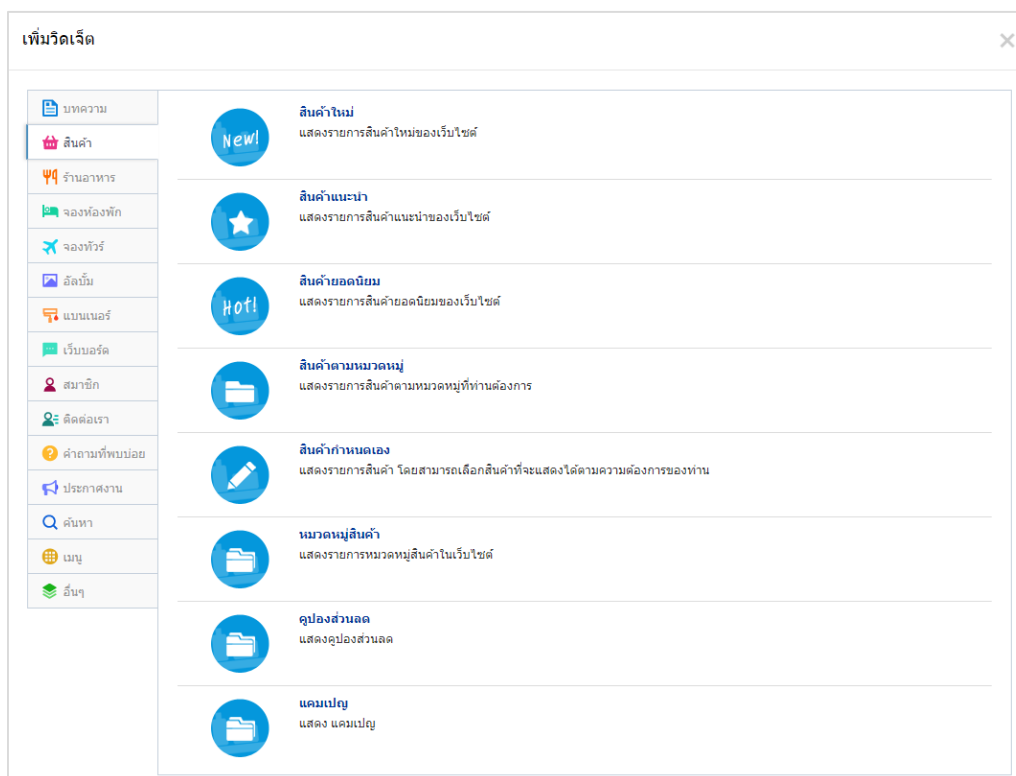 เพิ่มวิดเจ็ต
×
บทความ
สินค้า
ร้านอาหาร
จองห้องพัก
จองทัวร์
อัลบั้ม
แบนเนอร์
เว็บบอร์ด
สมาชิก
ติดต่อเรา
คำถามที่พบบ่อย
ประกาศงาน
ค้นหา
เมนู
อื่นๆ
New!
สินค้าใหม่
แสดงรายการสินค้าใหม่ของเว็บไซต์
สินค้าแนะนำ
แสดงรายการสินค้าแนะนำของเว็บไซต์
Hot!
สินค้ายอดนิยม
แสดงรายการสินค้ายอดนิยมของเว็บไซต์
สินค้าตามหมวดหมู่
แสดงรายการสินค้าตามหมวดหมู่ที่ท่านต้องการ
สินค้ากำหนดเอง
แสดงรายการสินค้า โดยสามารถเลือกสินค้าที่จะแสดงได้ตามความต้องการของท่าน
หมวดหมู่สินค้า
แสดงรายการหมวดหมู่สินค้าในเว็บไซต์
คูปองส่วนลด
แสดงคูปองส่วนลด
แคมเปญ
แสดง แคมเปญ